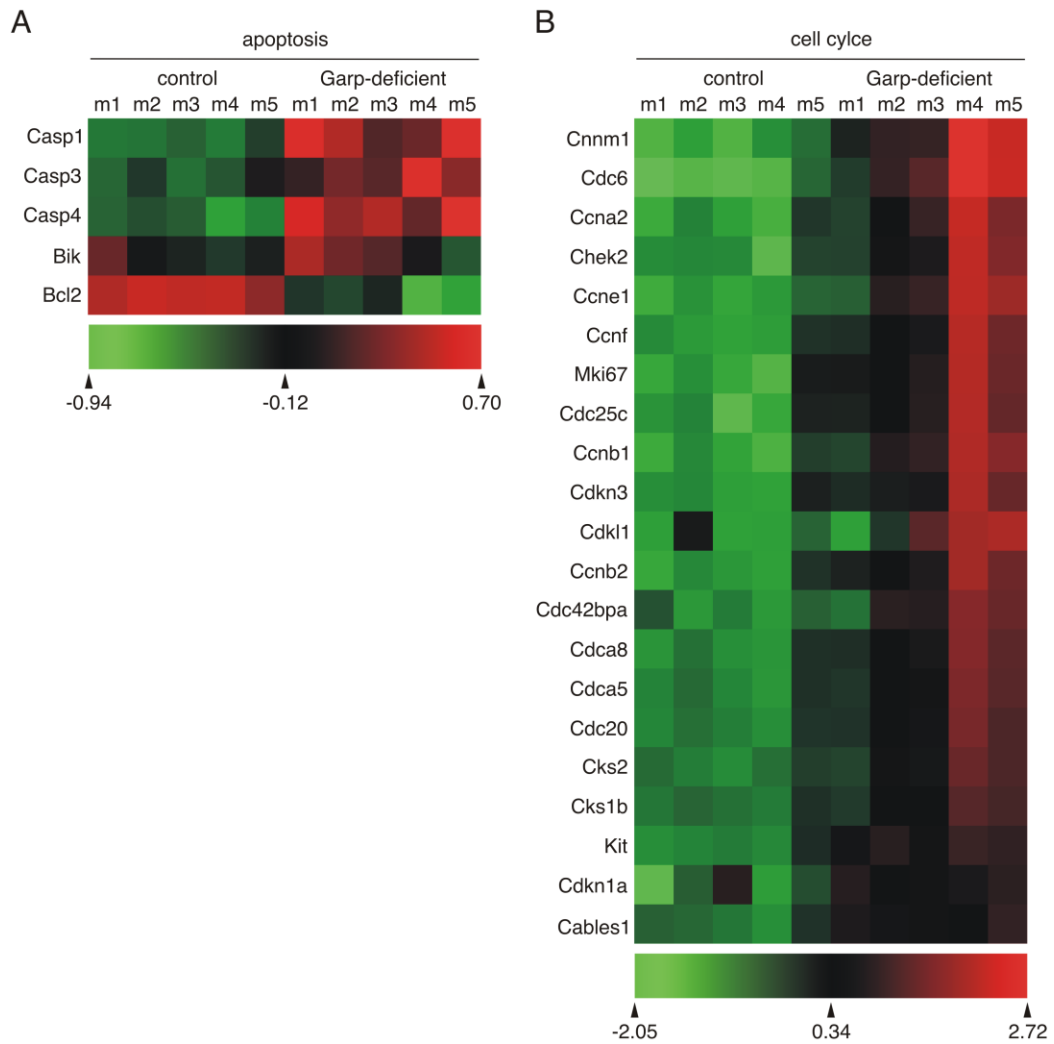 A
apoptosis
control Garp-deficient
m1 m2 m3 m4 m5 m1 m2 m3 m4 m5
Casp1
Casp3
Casp4
Bik
Bcl2
-0.94 -0.12 0.70
B
cell cylce
control Garp-deficient
m1 m2 m3 m4 m5 m1 m2 m3 m4 m5
Cnnm1
Cdc6
Ccna2
Chek2
Ccne1
Ccnf
Mki67
Cdc25c
Ccnb1
Cdkn3
Cdkl1
Ccnb2
Cdc42bpa
Cdca8
Cdca5
Cdc20
Cks2
Cks1b
Kit
Cdkn1a
Cables1
-2.05 0.34 2.72